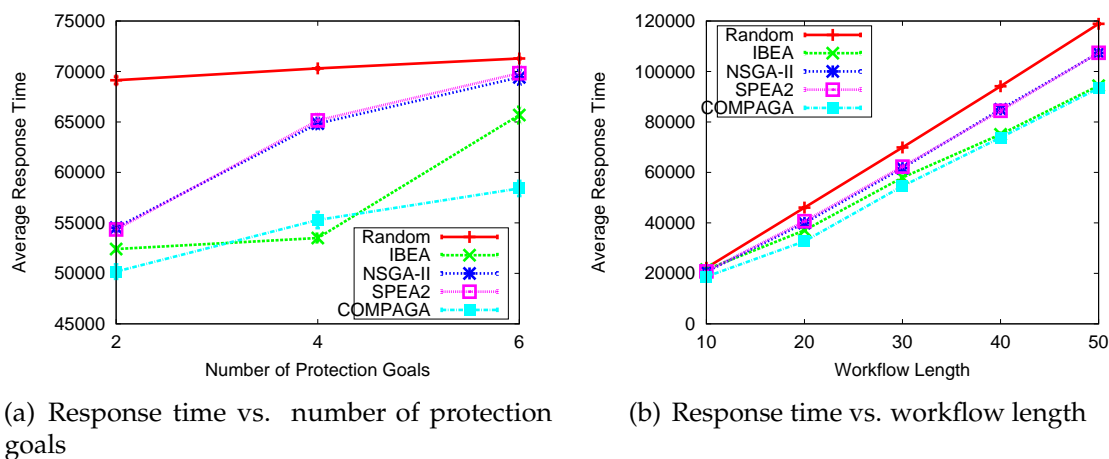 75000
70000
65000
60000
55000
50000
45000
Average Response Time
2
4
6
Number of Protection Goals
Random
IBEA
NSGA-II
SPEA2
COMPAGA
(a) Response time vs. number of protection
goals
120000
100000
80000
60000
40000
20000
0
Average Response Time
10
20
30
40
50
Workflow Length
Random
IBEA
NSGA-II
SPEA2
COMPAGA
(b) Response time vs. workflow length